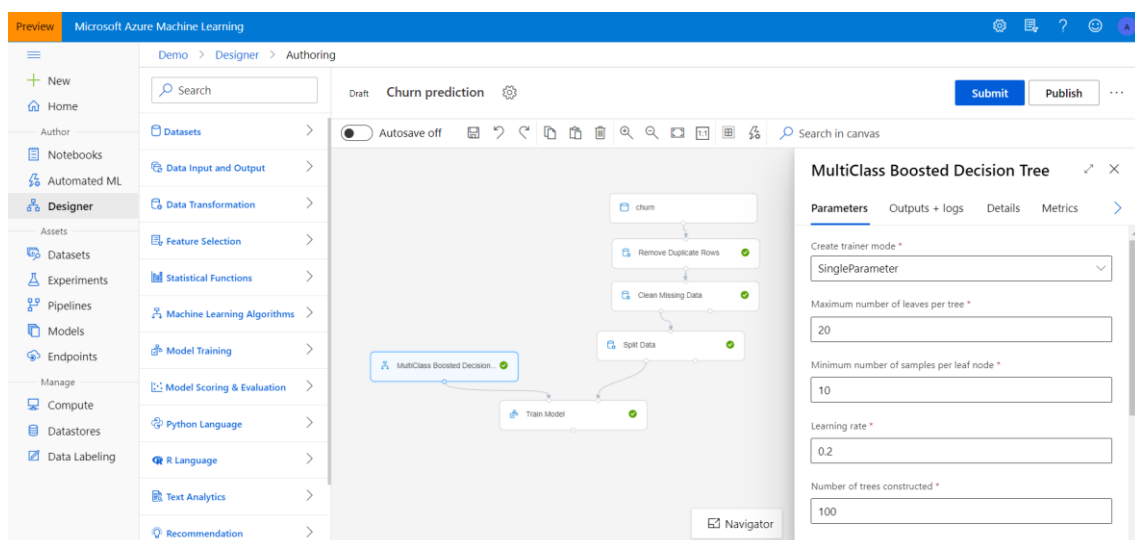 Preview Microsoft Azure Machine Learning
A
Demo > Designer > Authoring
New
Home
Author
Notebooks
Automated ML
Designer
Assets
Datasets
Experiments
Pipelines
Models
Endpoints
Manage
Compute
Datastores
Data Labeling
Search
Datasets
Data Input and Output
Data Transformation
Feature Selection
Statistical Functions
Machine Learning Algorithms
Model Training
Model Scoring & Evaluation
Python Language
R Language
Text Analytics
Recommendation
Draft Churn prediction
Submit Publish ...
Autosave off 1:1 Search in canvas
churn
Remove Duplicate Rows
Clean Missing Data
Split Data
MultiClass Boosted Decision...
Train Model
Navigator
MultiClass Boosted Decision Tree
Parameters Outputs + logs Details Metrics
Create trainer mode *
SingleParameter
Maximum number of leaves per tree *
20
Minimum number of samples per leaf node *
10
Learning rate *
0.2
Number of trees constructed *
100